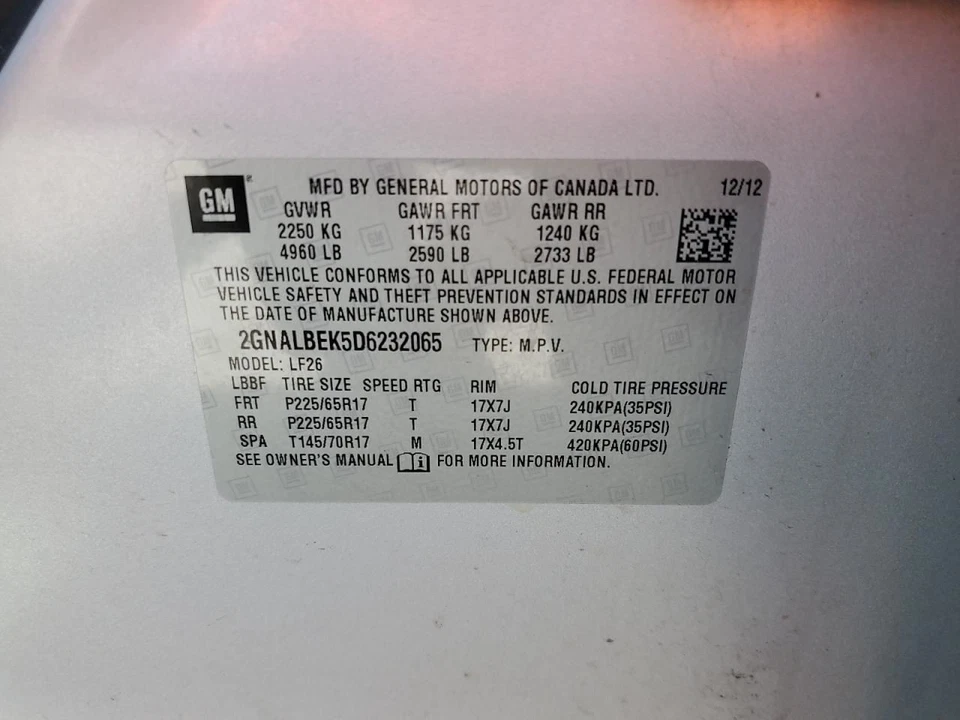 GM
MFD BY GENERAL MOTORS OF CANADA LTD. 12/12
GVWR GAWR FRT GAWR RR
2250 KG 1175 KG 1240 KG
4960 LB 2590 LB 2733 LB
THIS VEHICLE CONFORMS TO ALL APPLICABLE U.S. FEDERAL MOTOR
VEHICLE SAFETY AND THEFT PREVENTION STANDARDS IN EFFECT ON
THE DATE OF MANUFACTURE SHOWN ABOVE.
2GNALBEK5D6232065 TYPE: M.P.V.
MODEL: LF26
LBBF TIRE SIZE SPEED RTG RIM COLD TIRE PRESSURE
FRT P225/65R17 T 17X7J 240KPA(35PSI)
RR P225/65R17 T 17X7J 240KPA(35PSI)
SPA T145/70R17 M 17X4.5T 420KPA(60PSI)
SEE OWNER'S MANUAL i FOR MORE INFORMATION.